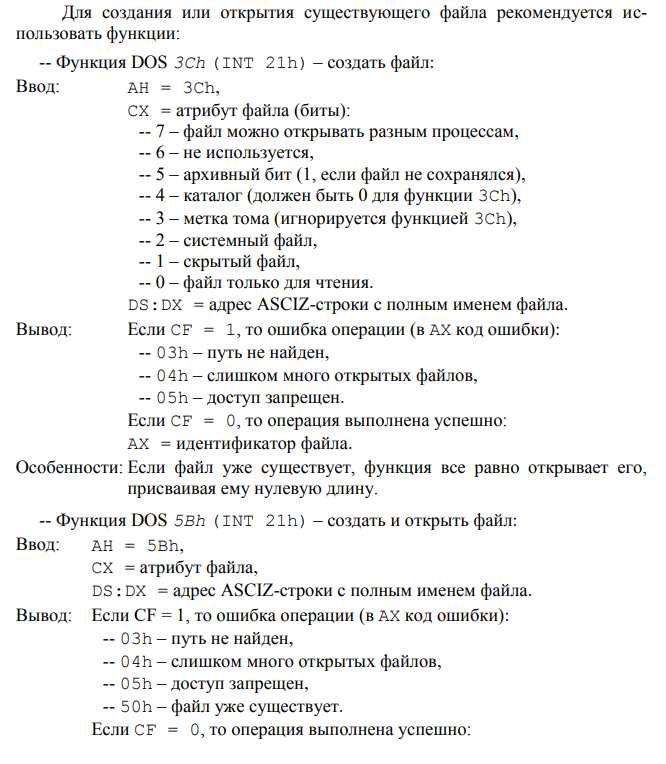 Для создания или открытия существующего файла рекомендуется ис-
пользовать функции:
-- Функция DOS 3Ch (INT 21h) – создать файл:
Ввод: AH = 3Ch,
CX = атрибут файла (биты):
-- 7 – файл можно открывать разным процессам,
-- 6 – не используется,
-- 5 – архивный бит (1, если файл не сохранялся),
-- 4 – каталог (должен быть 0 для функции 3Ch),
-- 3 – метка тома (игнорируется функцией 3Ch),
-- 2 – системный файл,
-- 1 – скрытый файл,
-- 0 – файл только для чтения.
DS:DX = адрес ASCIZ-строки с полным именем файла.
Вывод: Если CF = 1, то ошибка операции (в AX код ошибки):
-- 03h – путь не найден,
-- 04h – слишком много открытых файлов,
-- 05h – доступ запрещен.
Если CF = 0, то операция выполнена успешно:
AX = идентификатор файла.
Особенности: Если файл уже существует, функция все равно открывает его,
присваивая ему нулевую длину.
-- Функция DOS 5Bh (INT 21h) – создать и открыть файл:
Ввод: AH = 5Bh,
CX = атрибут файла,
DS:DX = адрес ASCIZ-строки с полным именем файла.
Вывод: Если CF = 1, то ошибка операции (в AX код ошибки):
-- 03h – путь не найден,
-- 04h – слишком много открытых файлов,
-- 05h – доступ запрещен,
-- 50h – файл уже существует.
Если CF = 0, то операция выполнена успешно: